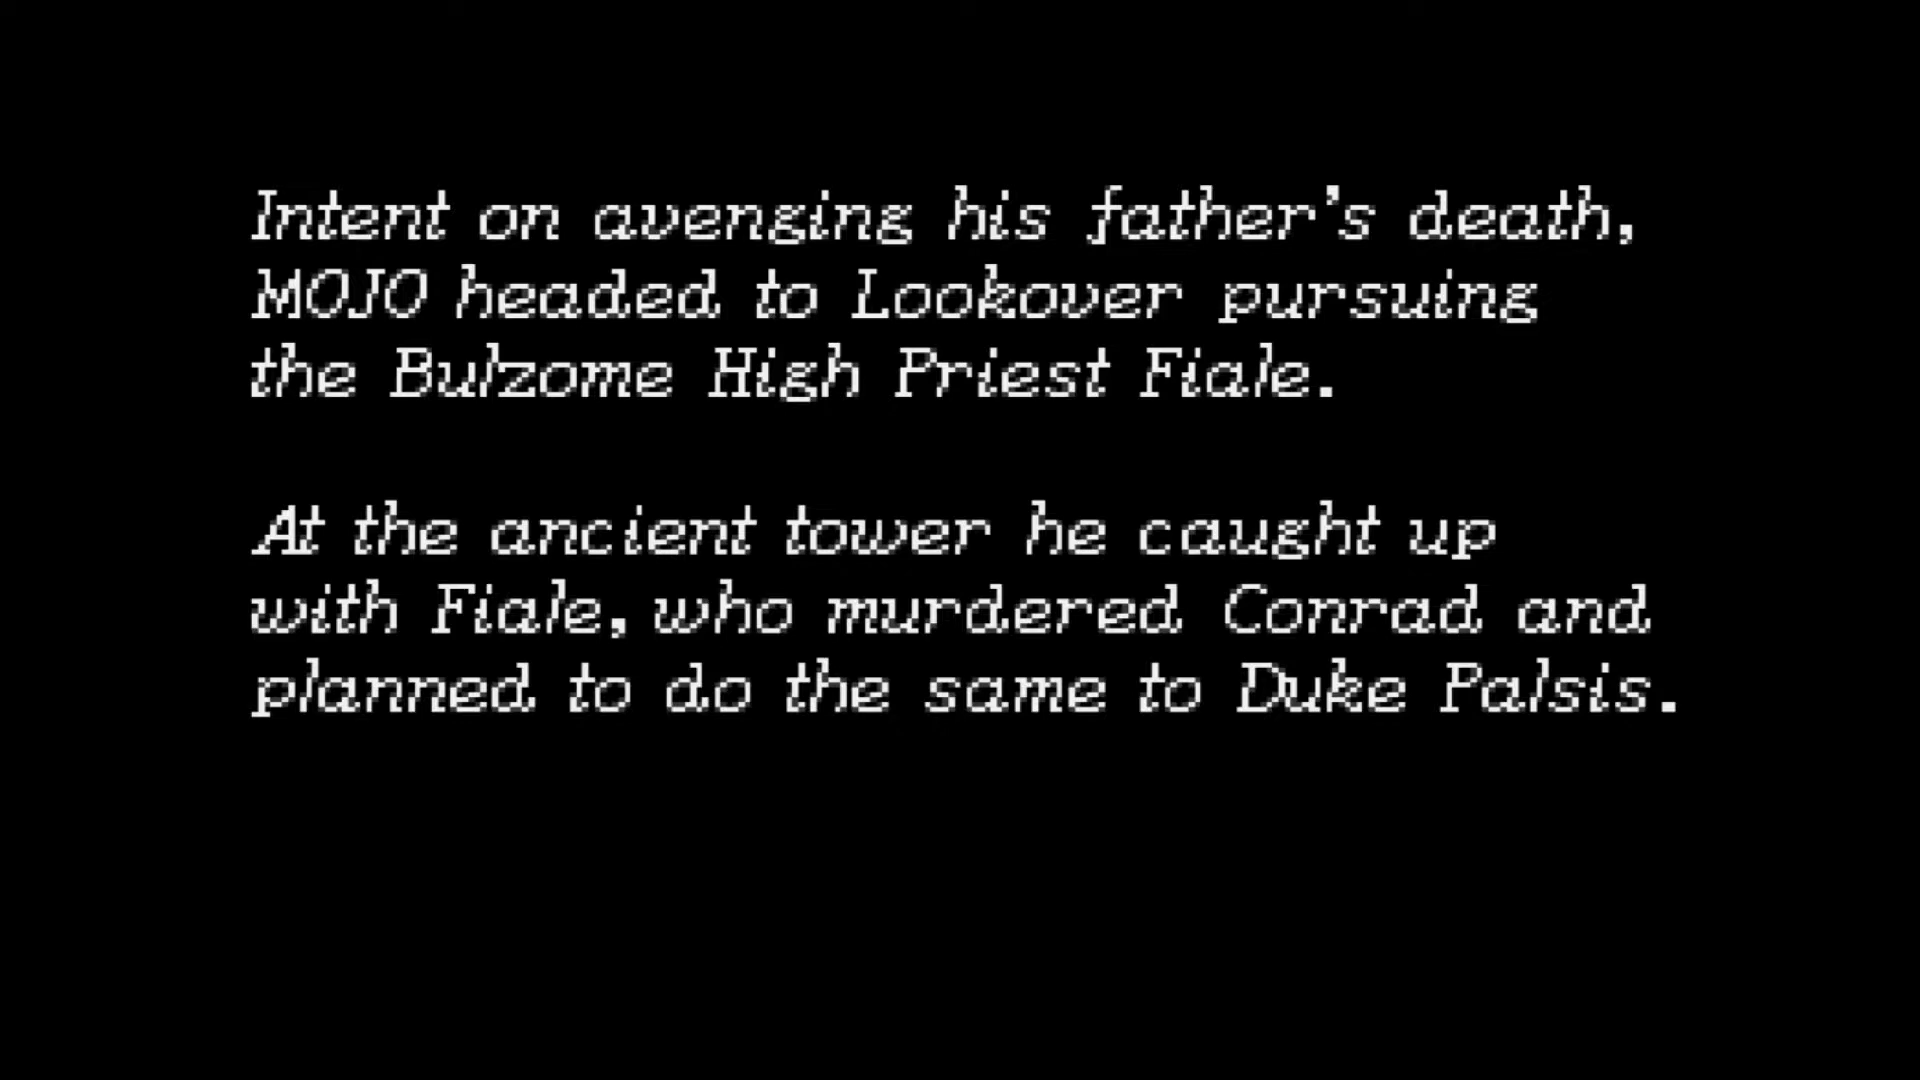 Intent on avenging his father's death,
MOJO headed to Lookover pursuing
the Bulzome High Priest Fiale.
At the ancient tower he caught up
with Fiale, who murdered Conrad and
planned to do the same to Duke Palsis.